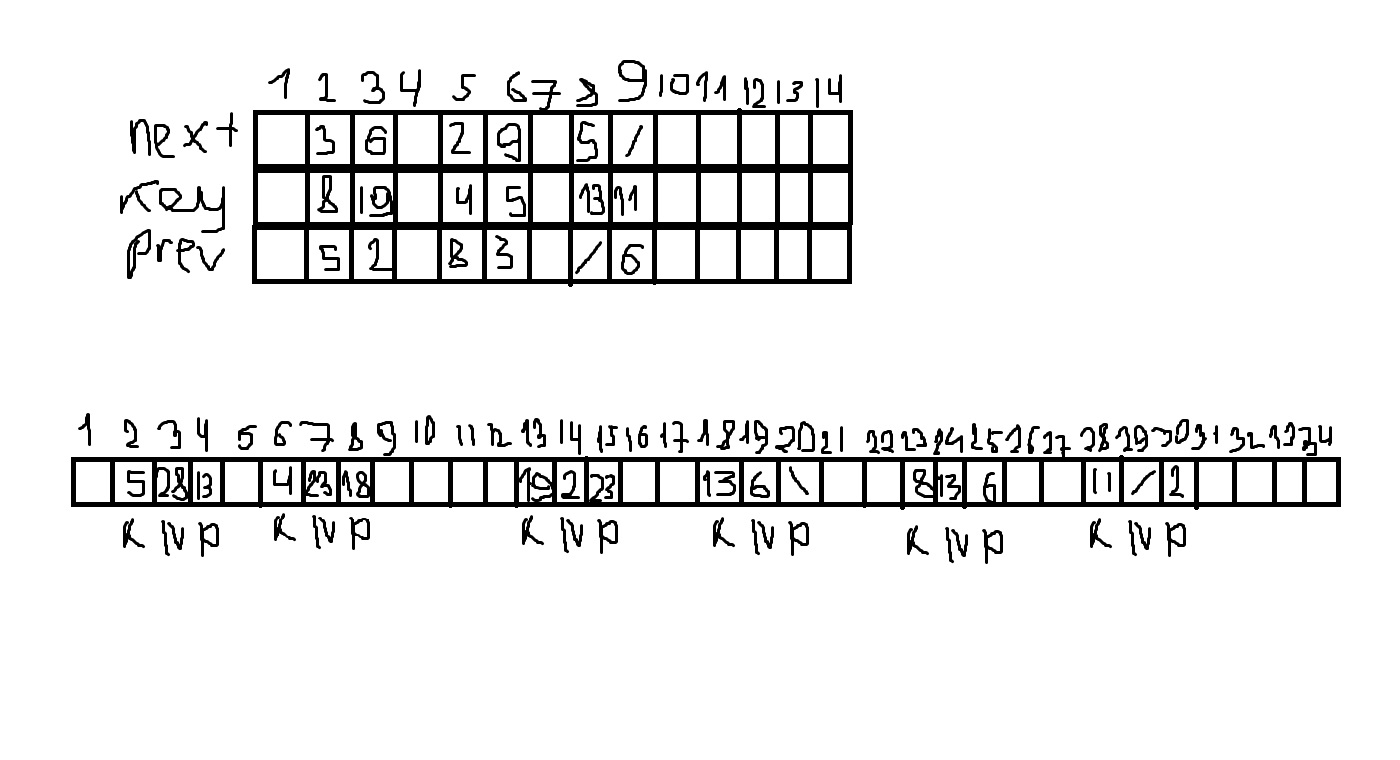 1 2 3 4 5 6 7 8 9 10 11 12 13 14
next 3 6 2 9 5 /
Key 8 19 4 5 13 11
prev 5 2 8 3 / 6
1 2 3 4 5 6 7 8 9 10 11 12 13 14 15 16 17 18 19 20 21 22 23 24 25 26 27 28 29 30 31 32 33 34
5 28 13 4 23 18 19 2 23 13 6 \ 8 13 6 11 / 2
K N P K N P K N P K N P K N P K N P